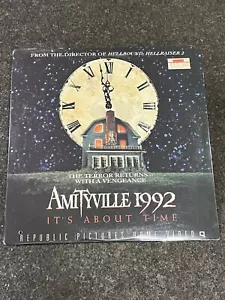 FROM THE DIRECTOR OF HELLBOUND: HELLRAISER 2
XII
THE TERROR RETURNS...
WITH A VENGEANCE
AMITYVILLE 1992
IT'S ABOUT TIME
REPUBLIC PICTURES HOME VIDEO